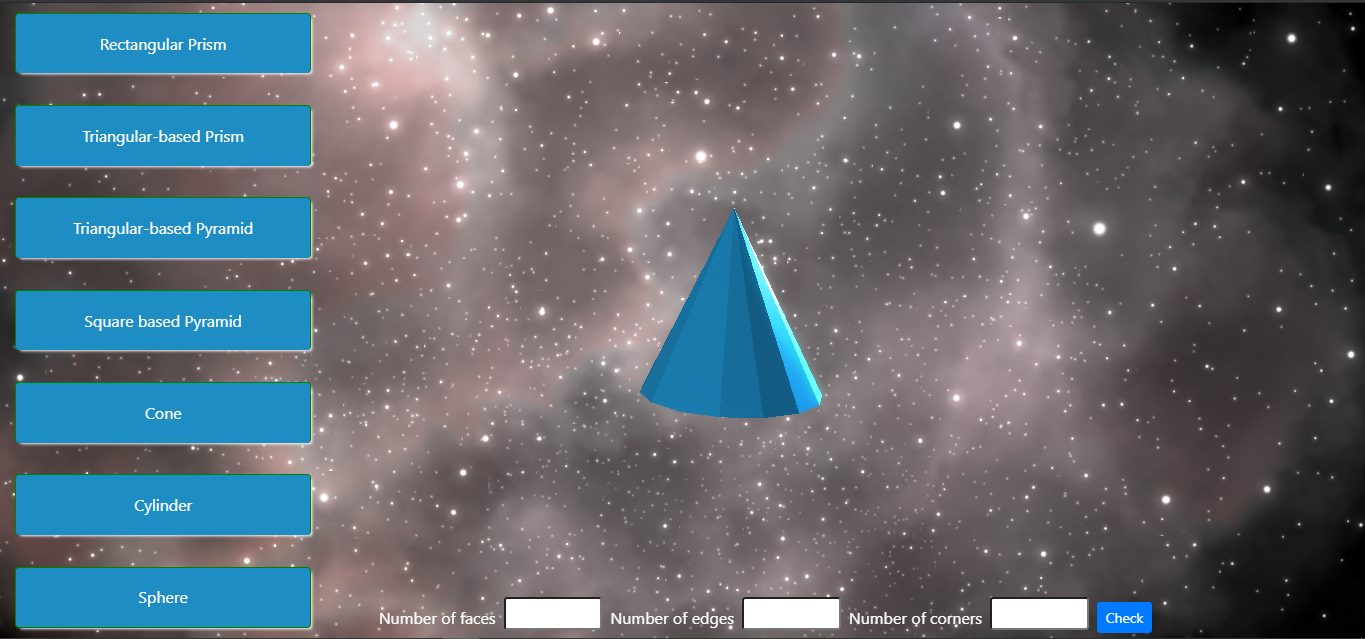 Rectangular Prism
Triangular-based Prism
Triangular-based Pyramid
Square based Pyramid
Cone
Cylinder
Sphere
Number of faces Number of edges Number of corners Check